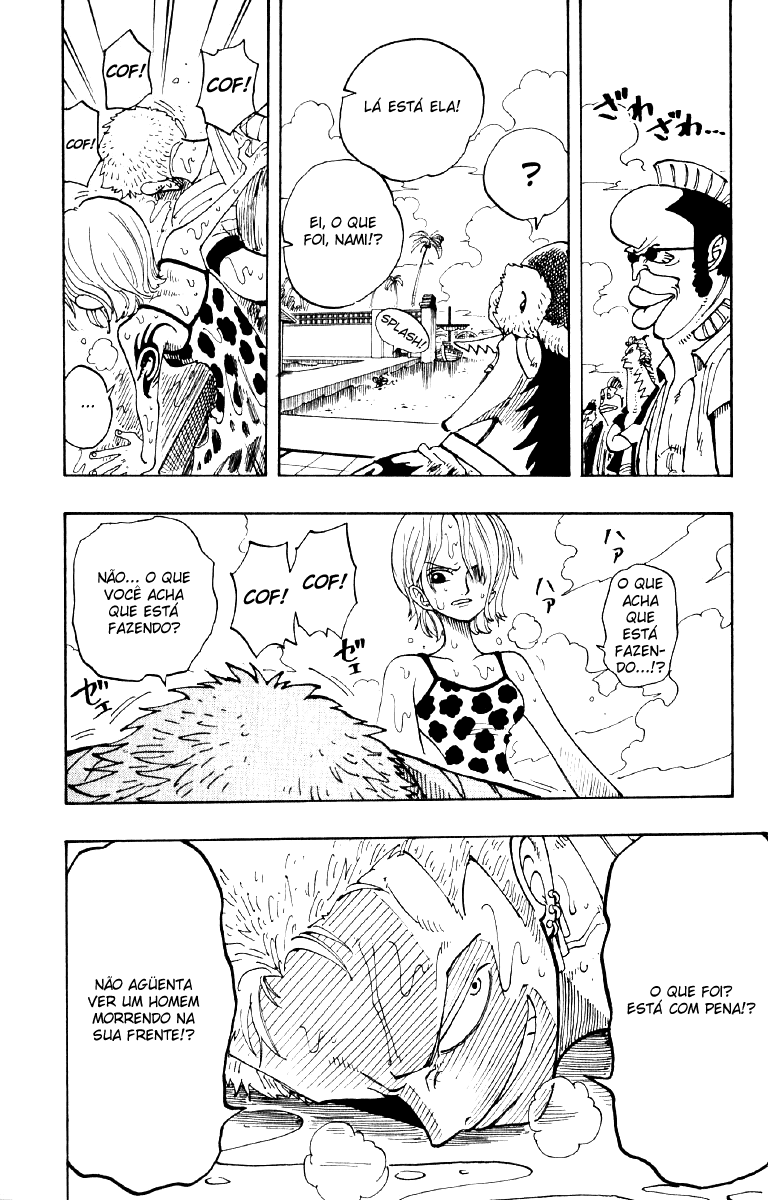 ざわ
ざわ...
?
LÁ ESTÁ ELA!
EI, O QUE
FOI, NAMI!?
SPLASH!
COF!
COF!
COF!
...
ハァ
ハァ
O QUE
ACHA
QUE
ESTÁ
FAZEN-
DO...!?
COF!
COF!
ゼェ
NÃO... O QUE
VOCÊ ACHA
QUE ESTÁ
FAZENDO?
ゼェ
O QUE FOI?
ESTÁ COM PENA!?
NÃO AGÜENTA
VER UM HOMEM
MORRENDO NA
SUA FRENTE!?